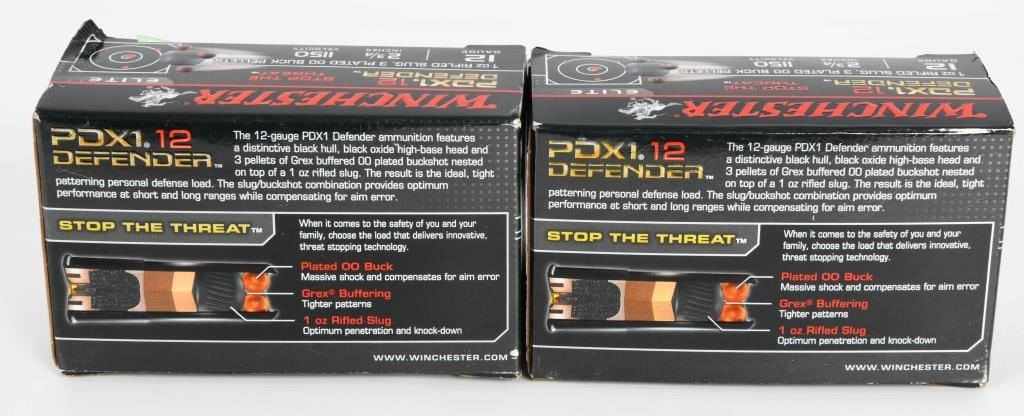 12
GAUGE
2 3/4
INCHES
1150
VELOCITY
1 OZ RIFLED SLUG, 3 PLATED 00 BUCK PELLETS
ELITE
STOP THE
THREAT™
PDX1® 12
DEFENDER™
WINCHESTER
PDX1® 12
DEFENDER™
The 12-gauge PDX1 Defender ammunition features
a distinctive black hull, black oxide high-base head and
3 pellets of Grex buffered 00 plated buckshot nested
on top of a 1 oz rifled slug. The result is the ideal, tight
patterning personal defense load. The slug/buckshot combination provides optimum
performance at short and long ranges while compensating for aim error.
STOP THE THREAT™
When it comes to the safety of you and your
family, choose the load that delivers innovative,
threat stopping technology.
Plated 00 Buck
Massive shock and compensates for aim error
Grex® Buffering
Tighter patterns
1 oz Rifled Slug
Optimum penetration and knock-down
WWW.WINCHESTER.COM
12
GAUGE
2 3/4
INCHES
1150
VELOCITY
1 OZ RIFLED SLUG, 3 PLATED 00 BUCK PELLETS
ELITE
STOP THE
THREAT™
PDX1® 12
DEFENDER™
WINCHESTER
PDX1® 12
DEFENDER™
The 12-gauge PDX1 Defender ammunition features
a distinctive black hull, black oxide high-base head and
3 pellets of Grex buffered 00 plated buckshot nested
on top of a 1 oz rifled slug. The result is the ideal, tight
patterning personal defense load. The slug/buckshot combination provides optimum
performance at short and long ranges while compensating for aim error.
STOP THE THREAT™
When it comes to the safety of you and your
family, choose the load that delivers innovative,
threat stopping technology.
Plated 00 Buck
Massive shock and compensates for aim error
Grex® Buffering
Tighter patterns
1 oz Rifled Slug
Optimum penetration and knock-down
WWW.WINCHESTER.COM